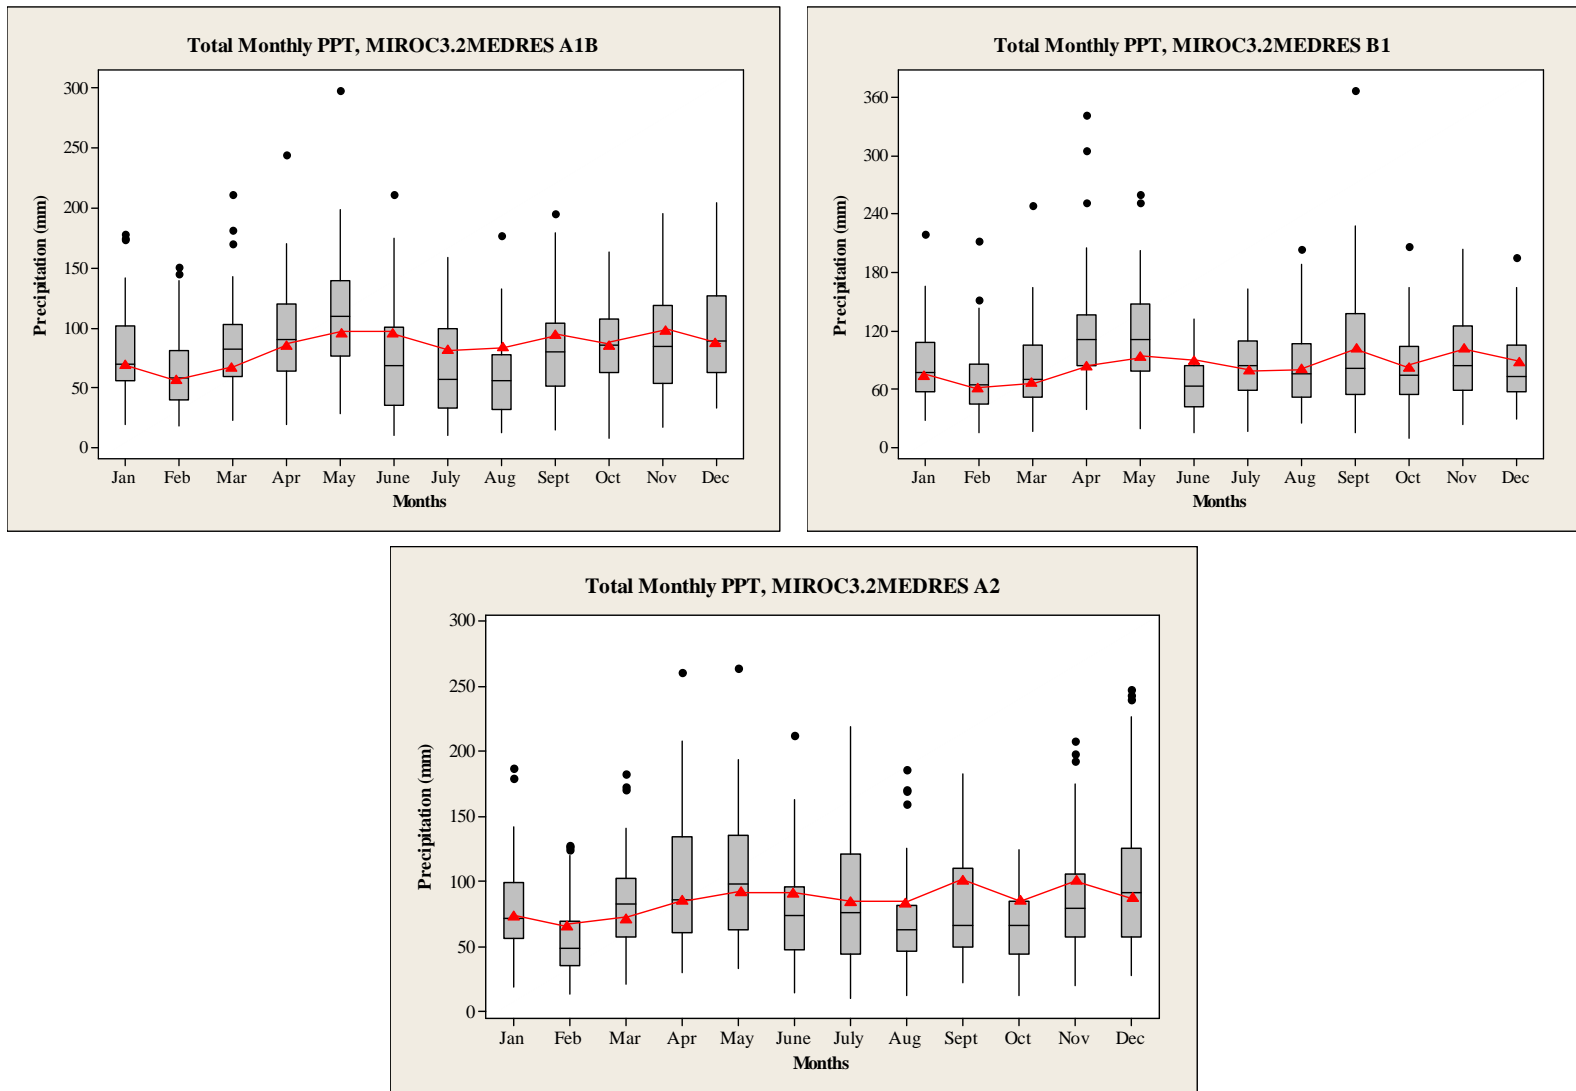 Total Monthly PPT, MIROC3.2MEDRES A1B
Precipitation (mm)
300
250
200
150
100
50
0
Jan Feb Mar Apr May June July Aug Sept Oct Nov Dec
Months
Total Monthly PPT, MIROC3.2MEDRES B1
Precipitation (mm)
360
300
240
180
120
60
0
Jan Feb Mar Apr May June July Aug Sept Oct Nov Dec
Months
Total Monthly PPT, MIROC3.2MEDRES A2
Precipitation (mm)
300
250
200
150
100
50
0
Jan Feb Mar Apr May June July Aug Sept Oct Nov Dec
Months